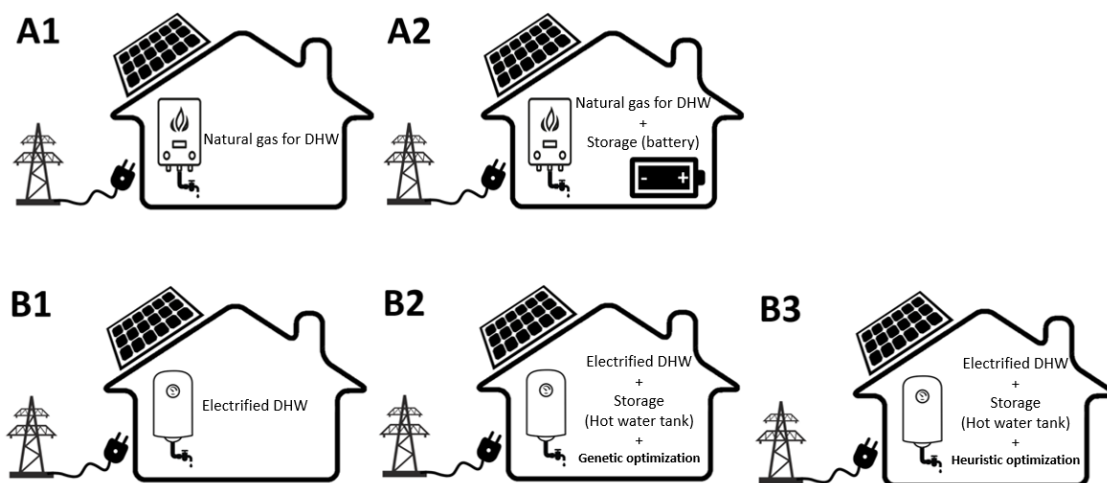 A1
Natural gas for DHW
A2
Natural gas for DHW
+
Storage (battery)
- +
B1
Electrified DHW
B2
Electrified DHW
+
Storage
(Hot water tank)
+
Genetic optimization
B3
Electrified DHW
+
Storage
(Hot water tank)
+
Heuristic optimization